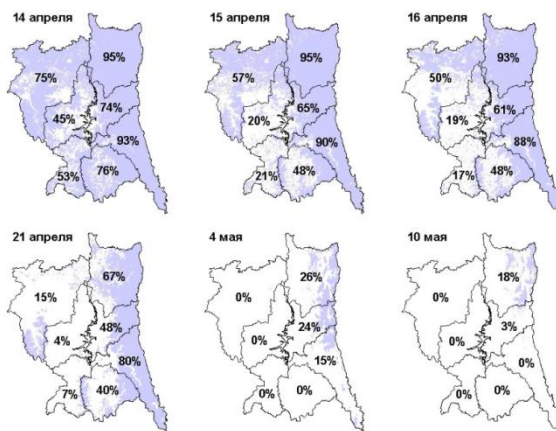 14 апреля 15 апреля 16 апреля
95% 95% 93%
75% 57% 50%
74% 65% 61%
45% 20% 19%
93% 90% 88%
53% 76% 21% 48% 17% 48%
21 апреля 4 мая 10 мая
67% 26% 18%
15% 0% 0%
48% 24% 3%
4% 0% 0%
80% 15% 0%
7% 40% 0% 0% 0% 0%